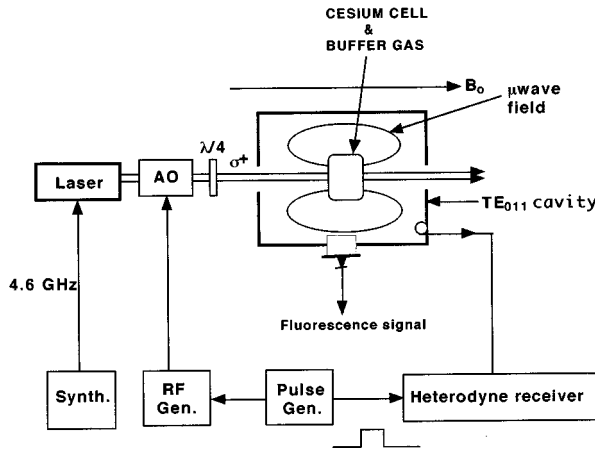 CESIUM CELL
&
BUFFER GAS
B₀
μwave
field
λ/4
σ+
Laser
AO
TE₀₁₁ cavity
4.6 GHz
Fluorescence signal
Synth.
RF
Gen.
Pulse
Gen.
Heterodyne receiver